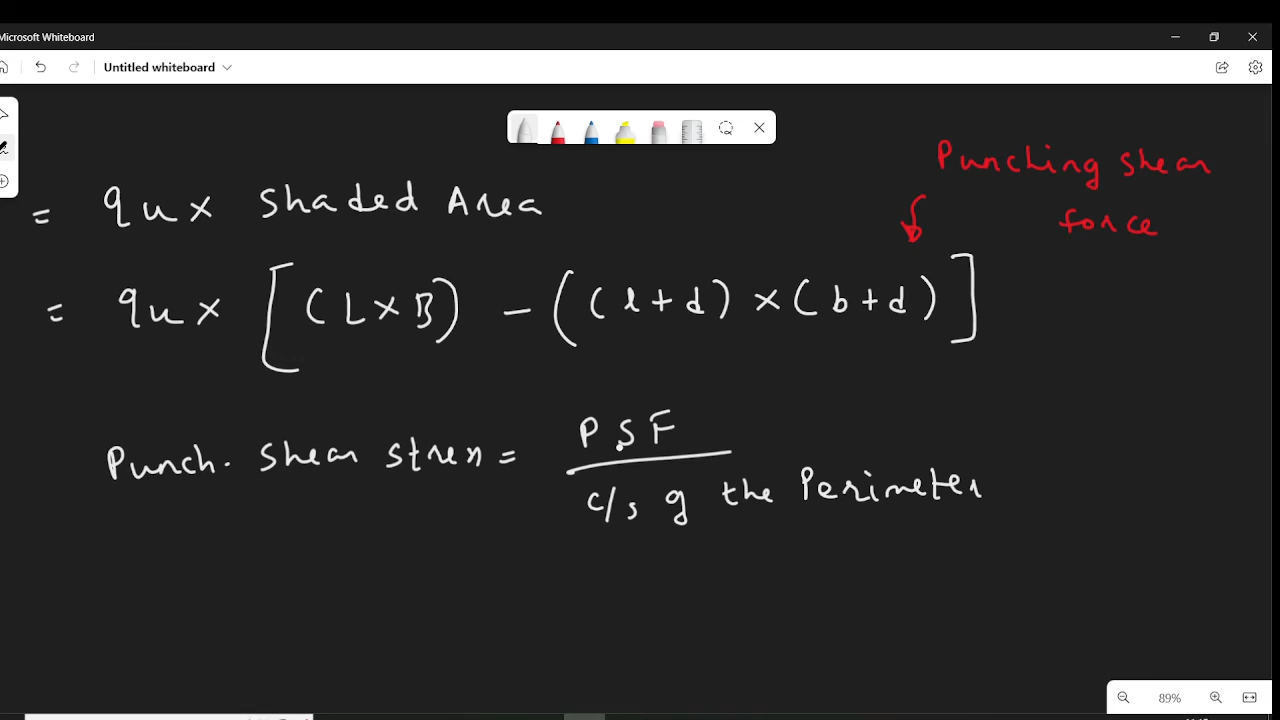 Microsoft Whiteboard
Untitled whiteboard
Punching shear
force
= qu x Shaded Area
= qu x [(L x B) - ((l+d) x (b+d)]
Punch. Shear stress = PSF
c/s of the Perimeter
89%